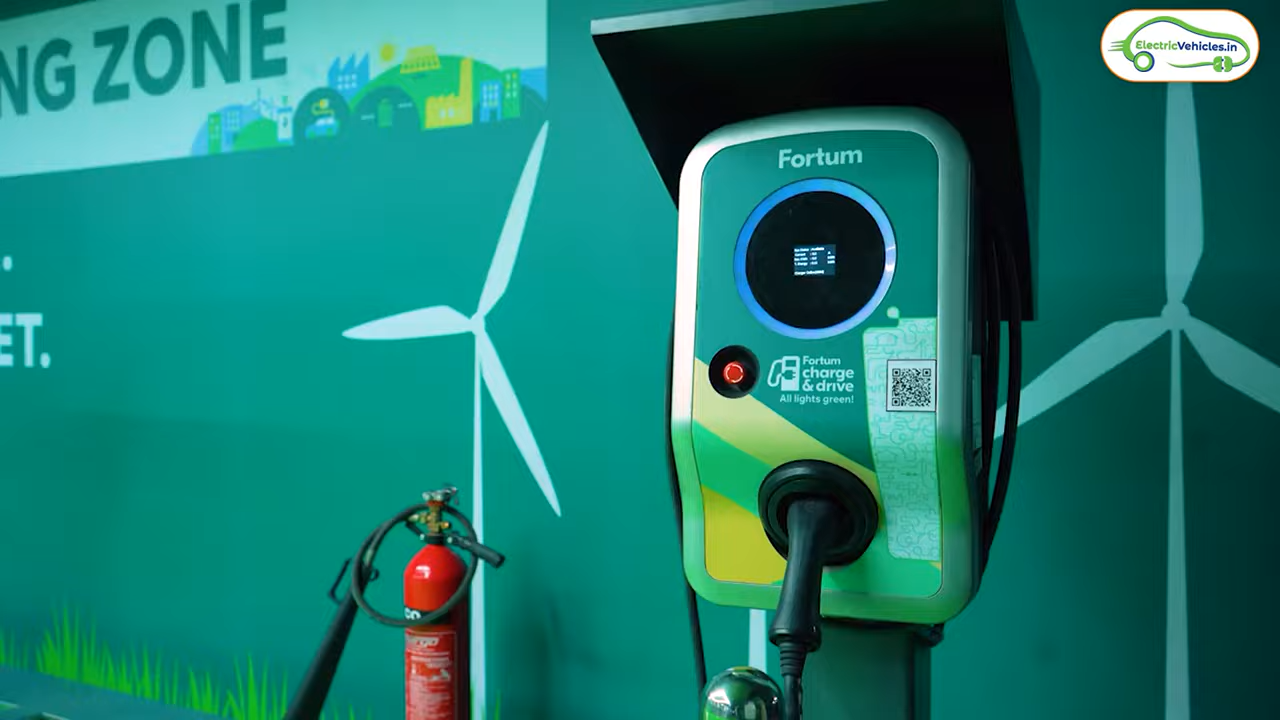 NG ZONE
.
ET.
ElectricVehicles.in
Fortum
Fortum
charge
& drive
All lights green!